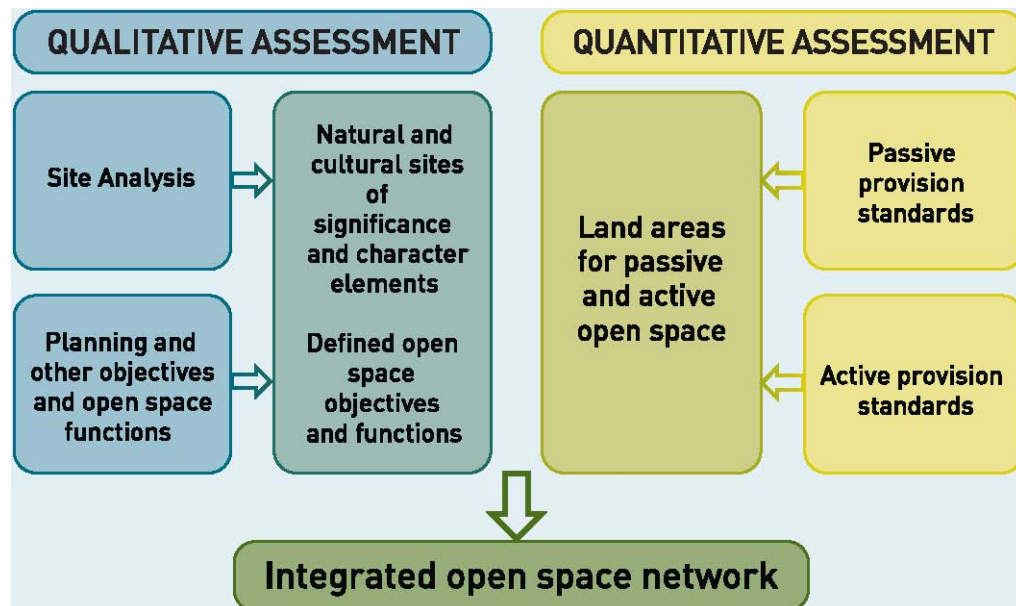 QUALITATIVE ASSESSMENT
Site Analysis
Planning and
other objectives
and open space
functions
Natural and
cultural sites
of
significance
and character
elements
Defined open
space
objectives
and functions
QUANTITATIVE ASSESSMENT
Land areas
for passive
and active
open space
Passive
provision
standards
Active provision
standards
Integrated open space network